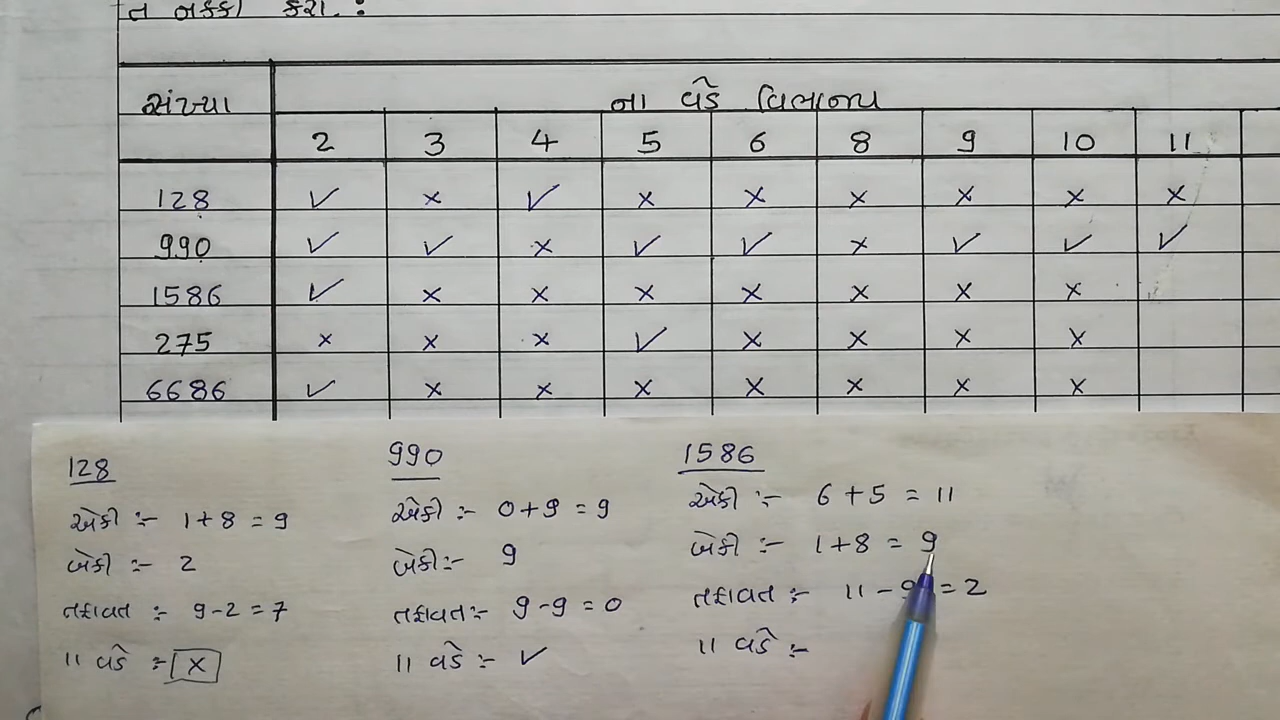 ત નક્કી કરો. :
સંખ્યા ના વડે વિભાજ્ય
2 3 4 5 6 8 9 10 11
128 ✓ × ✓ × × × × × ×
990 ✓ ✓ × ✓ ✓ × ✓ ✓ ✓
1586 ✓ × × × × × × ×
275 × × × ✓ × × × ×
6686 ✓ × × × × × × ×
128
એકી :- 1+8 = 9
બેકી :- 2
તફાવત :- 9-2 = 7
11 વડે :- ×
990
એકી :- 0+9 = 9
બેકી :- 9
તફાવત :- 9-9 = 0
11 વડે :- ✓
1586
એકી :- 6+5 = 11
બેકી :- 1+8 = 9
તફાવત :- 11-9 = 2
11 વડે :-